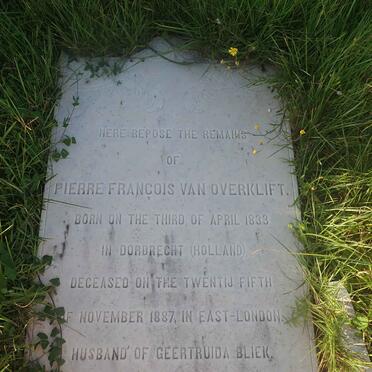 HERE REPOSE THE REMAINS
OF
PIERRE FRANCOIS VAN OVERKLIFT.
BORN ON THE THIRD, OF APRIL 1833
IN DORDRECHT (HOLLAND)
DECEASED ON THE TWENTIJ FIFTH
OF NOVEMBER 1887, IN EAST-LONDON.
HUSBAND OF GEERTRUIDA BLIEK.